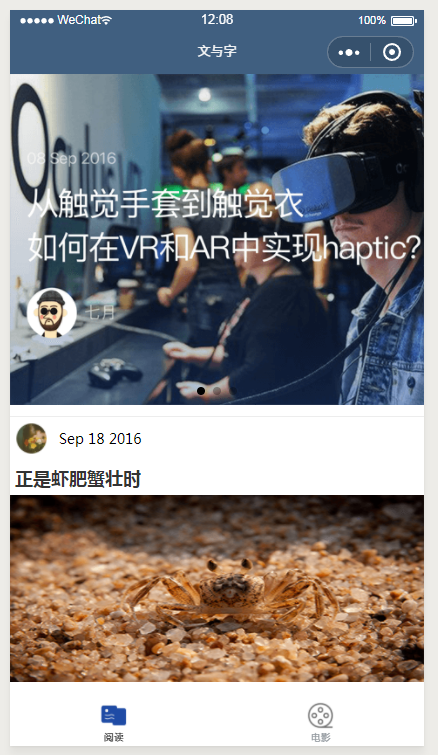 WeChat
12:08
100%
文与字
08 Sep 2016
从触觉手套到触觉衣
如何在VR和AR中实现haptic?
七月
Sep 18 2016
正是虾肥蟹壮时
阅读
电影